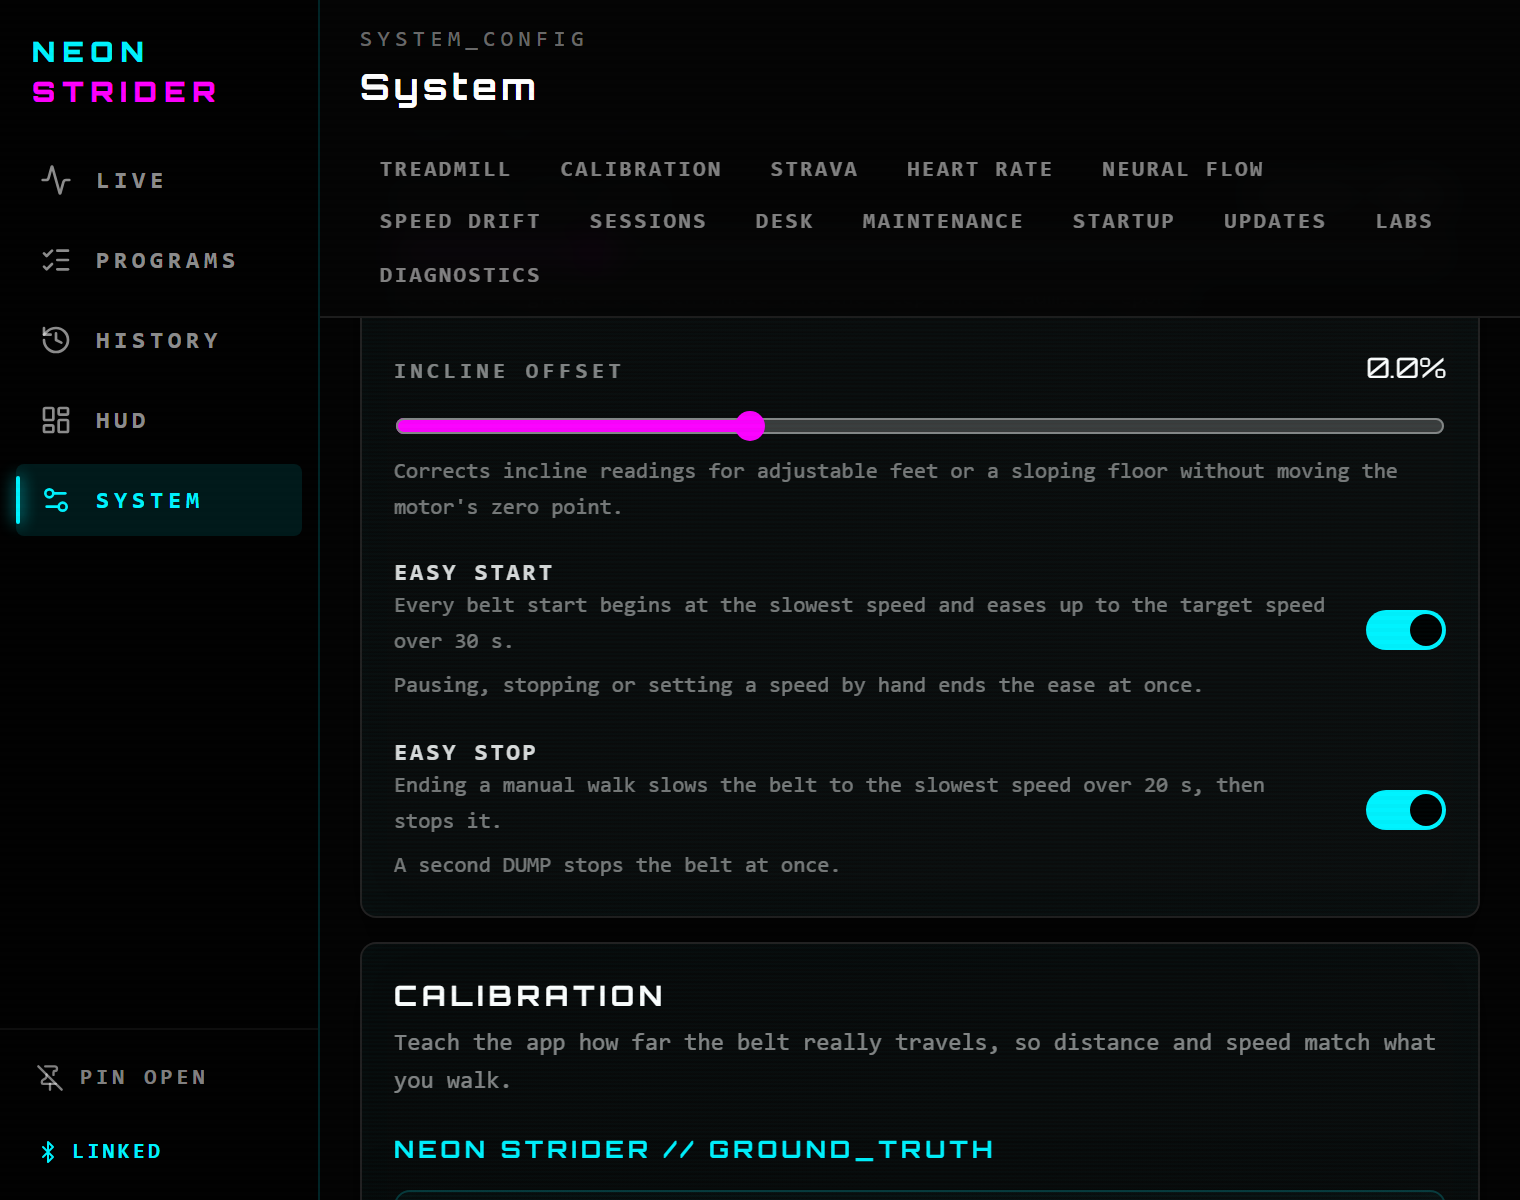 NEON
STRIDER
LIVE
PROGRAMS
HISTORY
HUD
SYSTEM
PIN OPEN
LINKED
SYSTEM_CONFIG
System
TREADMILL CALIBRATION STRAVA HEART RATE NEURAL FLOW
SPEED DRIFT SESSIONS DESK MAINTENANCE STARTUP UPDATES LABS
DIAGNOSTICS
INCLINE OFFSET 0.0%
Corrects incline readings for adjustable feet or a sloping floor without moving the
motor's zero point.
EASY START
Every belt start begins at the slowest speed and eases up to the target speed
over 30 s.
Pausing, stopping or setting a speed by hand ends the ease at once.
EASY STOP
Ending a manual walk slows the belt to the slowest speed over 20 s, then
stops it.
A second DUMP stops the belt at once.
CALIBRATION
Teach the app how far the belt really travels, so distance and speed match what
you walk.
NEON STRIDER // GROUND_TRUTH